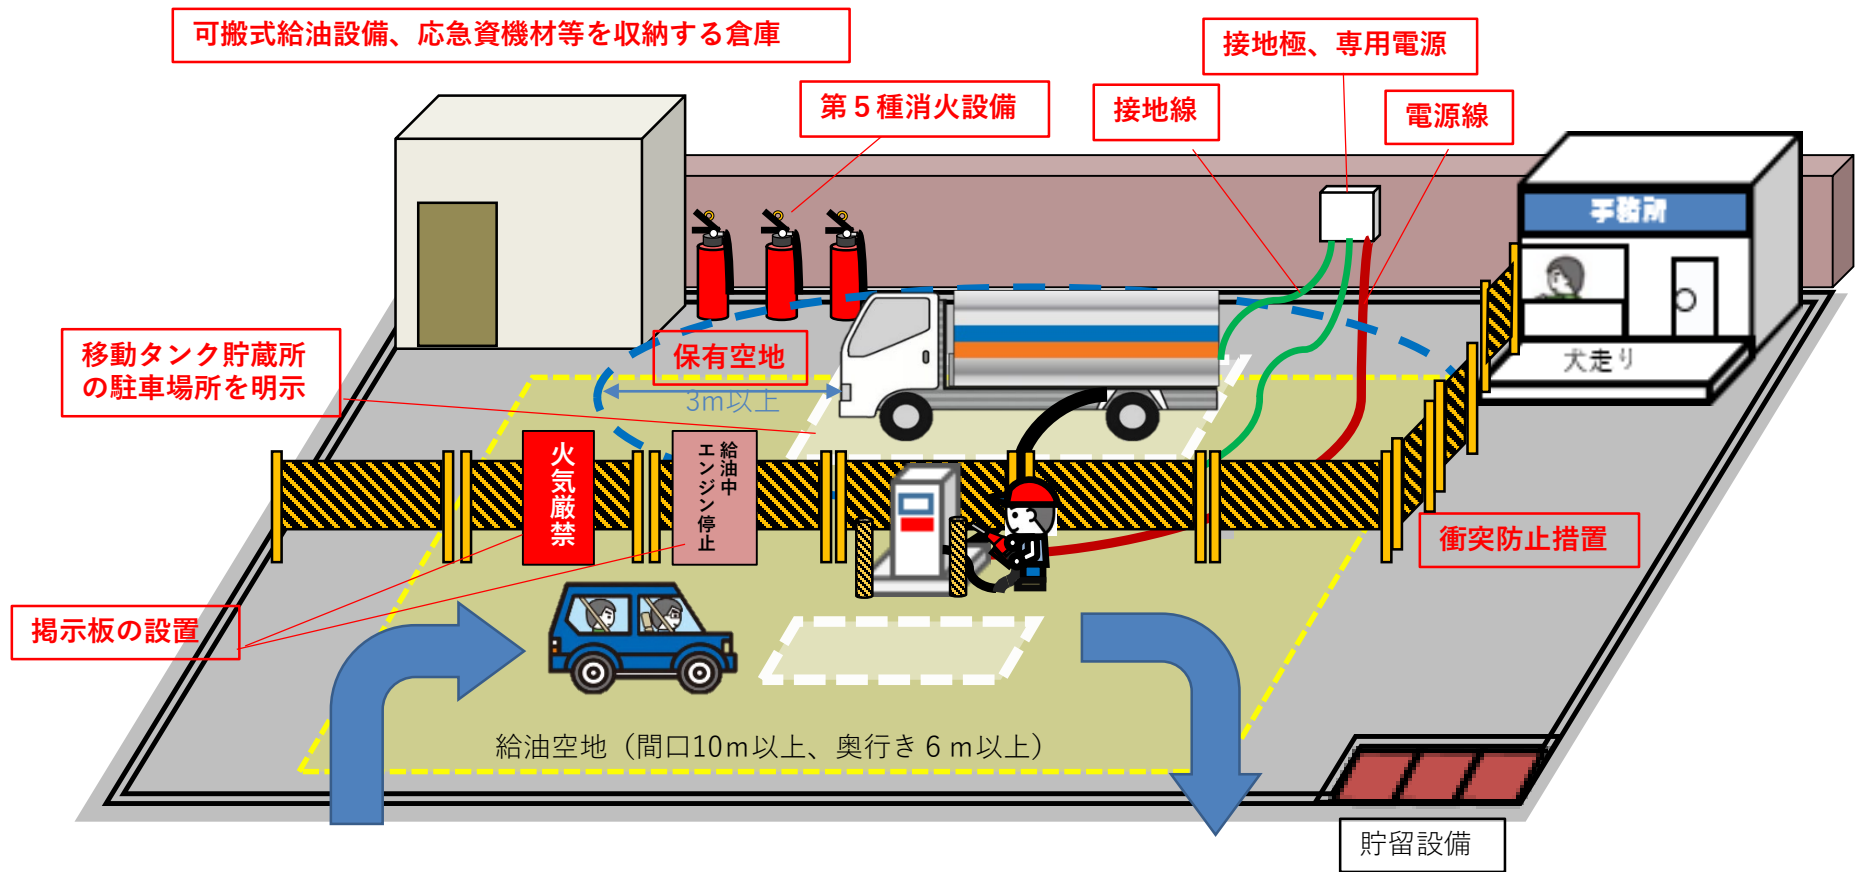 可搬式給油設備、応急資機材等を収納する倉庫
接地極、専用電源
第5種消火設備
接地線
電源線
事務所
犬走り
移動タンク貯蔵所
の駐車場所を明示
保有空地
3m以上
火気厳禁
給油中
エンジン停止
衝突防止措置
掲示板の設置
給油空地（間口10m以上、奥行き6m以上）
貯留設備